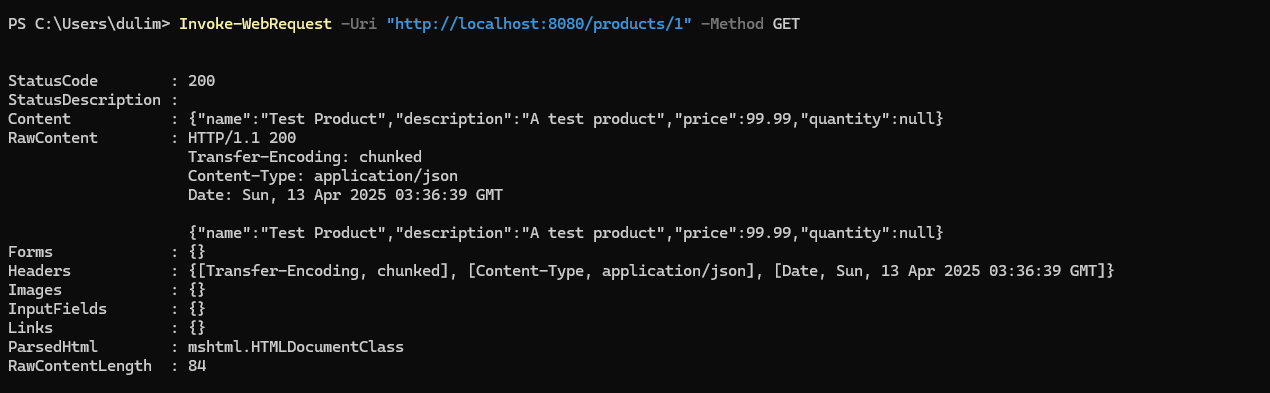 PS C:\Users\dulim> Invoke-WebRequest -Uri "http://localhost:8080/products/1" -Method GET
StatusCode        : 200
StatusDescription :
Content           : {"name":"Test Product","description":"A test product","price":99.99,"quantity":null}
RawContent        : HTTP/1.1 200
                    Transfer-Encoding: chunked
                    Content-Type: application/json
                    Date: Sun, 13 Apr 2025 03:36:39 GMT
                    {"name":"Test Product","description":"A test product","price":99.99,"quantity":null}
Forms             : {}
Headers           : {[Transfer-Encoding, chunked], [Content-Type, application/json], [Date, Sun, 13 Apr 2025 03:36:39 GMT]}
Images            : {}
InputFields       : {}
Links             : {}
ParsedHtml        : mshtml.HTMLDocumentClass
RawContentLength  : 84